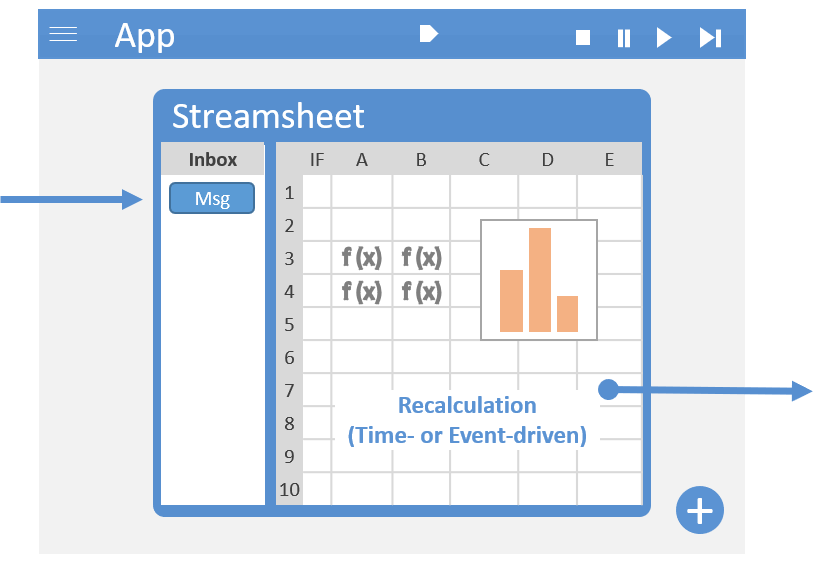 App
Streamsheet
Inbox
IF A B C D E
Msg
1
2
3 f (x) f (x)
4 f (x) f (x)
5
6
7
Recalculation
8
(Time- or Event-driven)
9
10